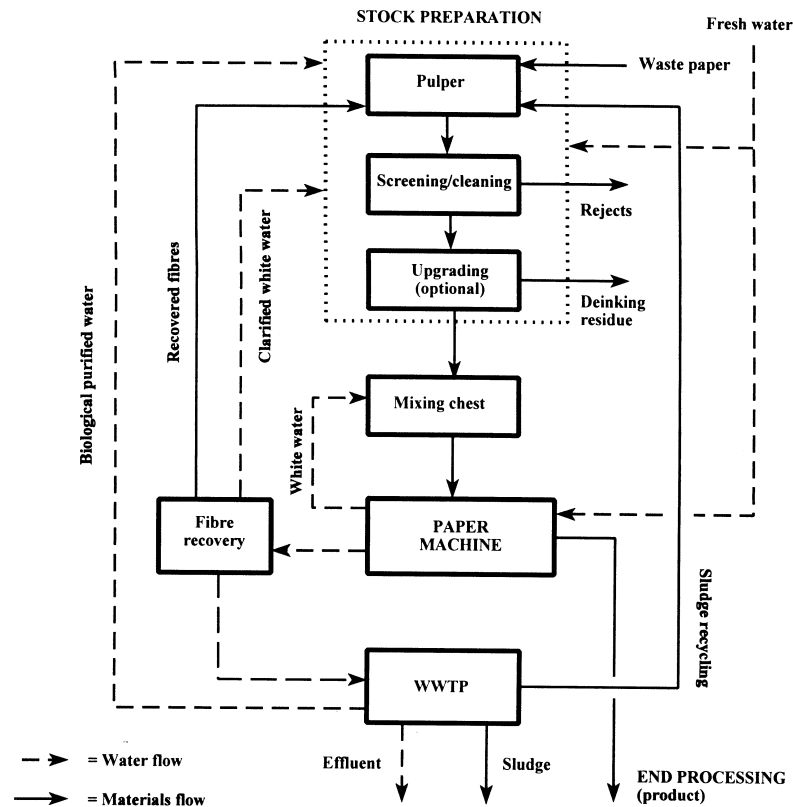 STOCK PREPARATION
Fresh water
Waste paper
Pulper
Screening/cleaning
Rejects
Upgrading
(optional)
Deinking
residue
Biological purified water
Recovered fibres
Clarified white water
White water
Mixing chest
Fibre
recovery
PAPER
MACHINE
Sludge recycling
WWTP
Effluent
Sludge
END PROCESSING
(product)
= Water flow
= Materials flow